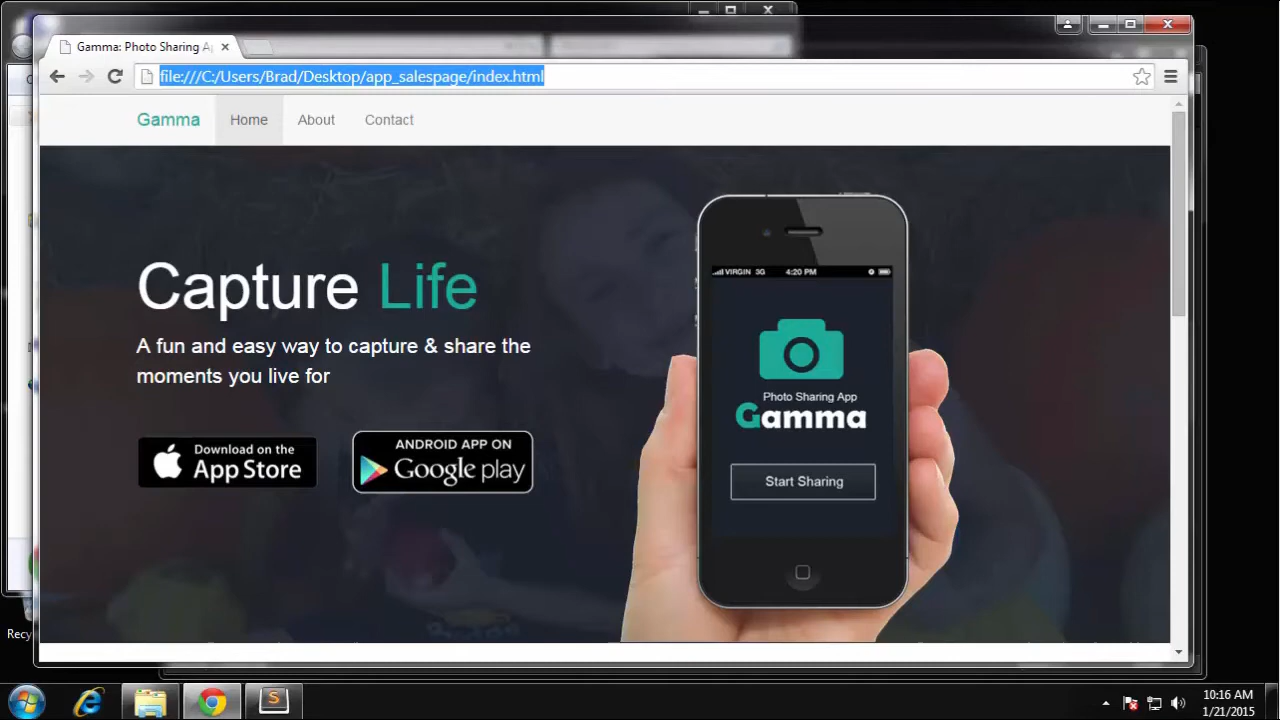 Gamma: Photo Sharing Ap
file:///C:/Users/Brad/Desktop/app_salespage/index.html
Gamma Home About Contact
Capture Life
A fun and easy way to capture & share the
moments you live for
Download on the
App Store
ANDROID APP ON
Google play
VIRGIN 3G 4:20 PM
Photo Sharing App
Gamma
Start Sharing
Recy
10:16 AM
1/21/2015